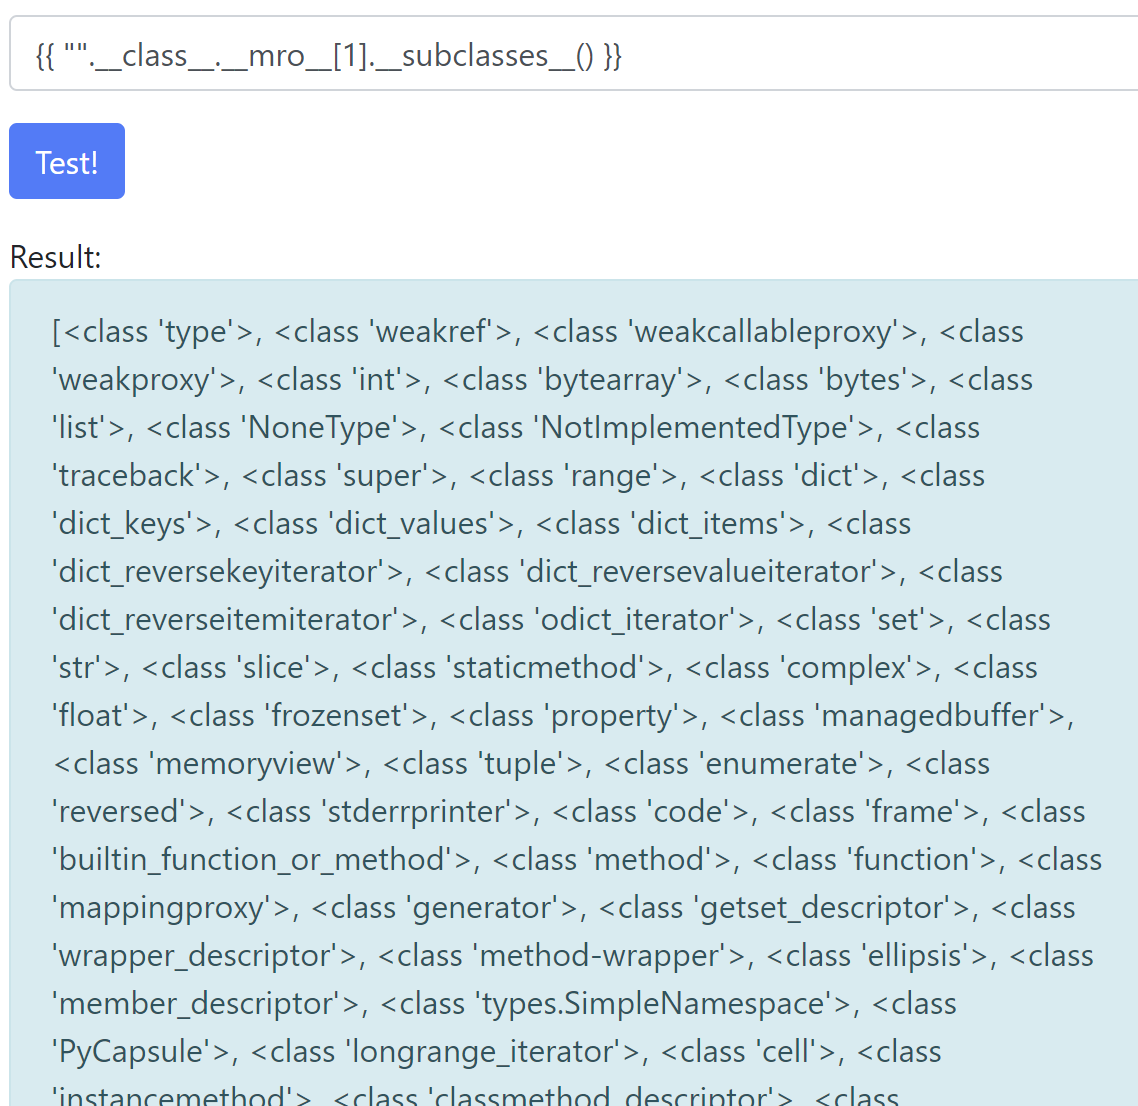 {{ "".__class__.__mro__[1].__subclasses__() }}
Test!
Result:
[<class 'type'>, <class 'weakref'>, <class 'weakcallableproxy'>, <class
'weakproxy'>, <class 'int'>, <class 'bytearray'>, <class 'bytes'>, <class
'list'>, <class 'NoneType'>, <class 'NotImplementedType'>, <class
'traceback'>, <class 'super'>, <class 'range'>, <class 'dict'>, <class
'dict_keys'>, <class 'dict_values'>, <class 'dict_items'>, <class
'dict_reversekeyiterator'>, <class 'dict_reversevalueiterator'>, <class
'dict_reverseitemiterator'>, <class 'odict_iterator'>, <class 'set'>, <class
'str'>, <class 'slice'>, <class 'staticmethod'>, <class 'complex'>, <class
'float'>, <class 'frozenset'>, <class 'property'>, <class 'managedbuffer'>,
<class 'memoryview'>, <class 'tuple'>, <class 'enumerate'>, <class
'reversed'>, <class 'stderrprinter'>, <class 'code'>, <class 'frame'>, <class
'builtin_function_or_method'>, <class 'method'>, <class 'function'>, <class
'mappingproxy'>, <class 'generator'>, <class 'getset_descriptor'>, <class
'wrapper_descriptor'>, <class 'method-wrapper'>, <class 'ellipsis'>, <class
'member_descriptor'>, <class 'types.SimpleNamespace'>, <class
'PyCapsule'>, <class 'longrange_iterator'>, <class 'cell'>, <class
'instancemethod'>, <class 'classmethod_descriptor'>, <class